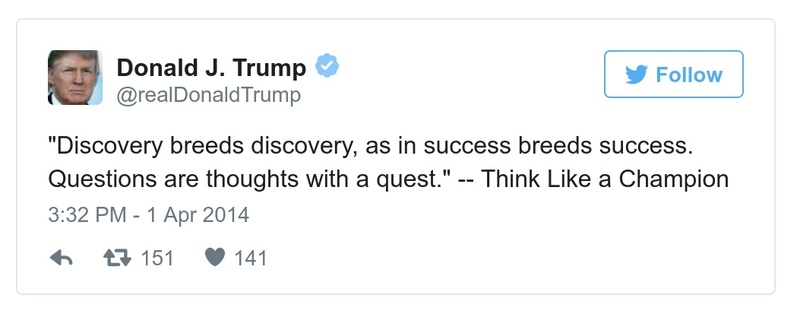 Donald J. Trump
@realDonaldTrump
Follow
"Discovery breeds discovery, as in success breeds success.
Questions are thoughts with a quest." -- Think Like a Champion
3:32 PM - 1 Apr 2014
151 141